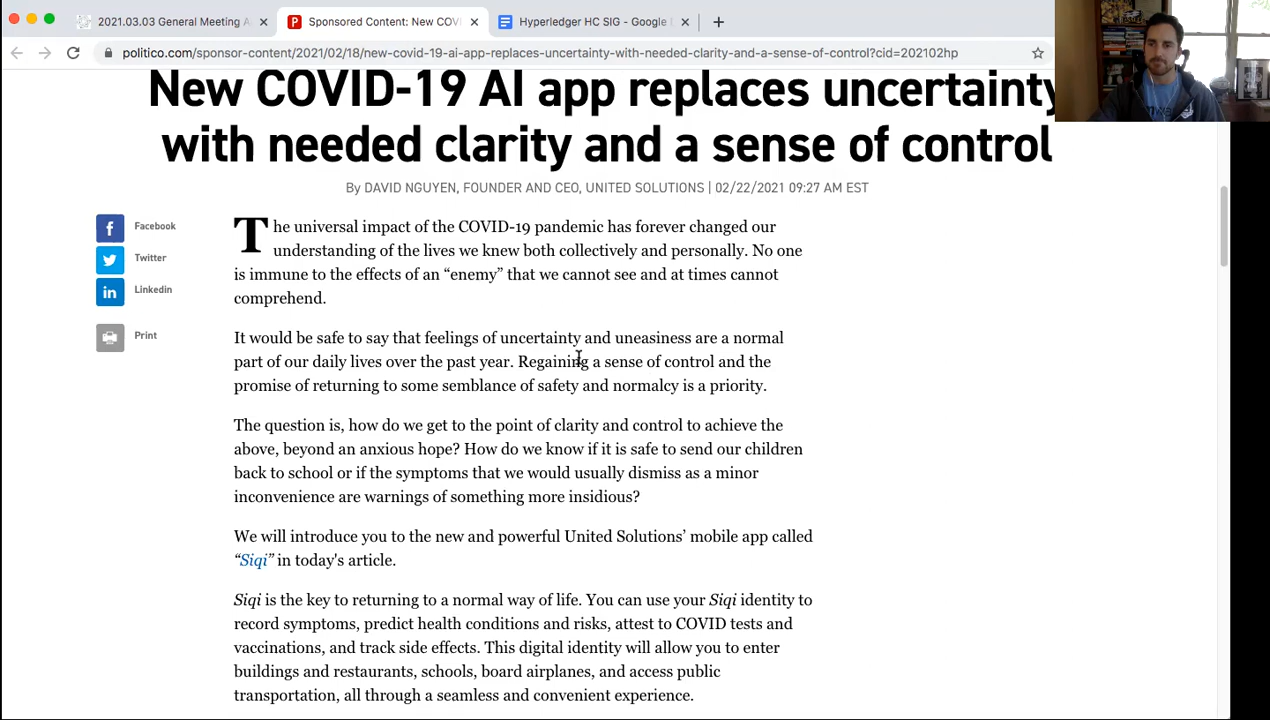 2021.03.03 General Meeting A
Sponsored Content: New COVI
Hyperledger HC SIG - Google
politico.com/sponsor-content/2021/02/18/new-covid-19-ai-app-replaces-uncertainty-with-needed-clarity-and-a-sense-of-control?cid=202102hp
New COVID-19 AI app replaces uncertainty
with needed clarity and a sense of control
By DAVID NGUYEN, FOUNDER AND CEO, UNITED SOLUTIONS | 02/22/2021 09:27 AM EST
Facebook
Twitter
Linkedin
Print
The universal impact of the COVID-19 pandemic has forever changed our
understanding of the lives we knew both collectively and personally. No one
is immune to the effects of an “enemy” that we cannot see and at times cannot
comprehend.
It would be safe to say that feelings of uncertainty and uneasiness are a normal
part of our daily lives over the past year. Regaining a sense of control and the
promise of returning to some semblance of safety and normalcy is a priority.
The question is, how do we get to the point of clarity and control to achieve the
above, beyond an anxious hope? How do we know if it is safe to send our children
back to school or if the symptoms that we would usually dismiss as a minor
inconvenience are warnings of something more insidious?
We will introduce you to the new and powerful United Solutions’ mobile app called
“Siqi” in today's article.
Siqi is the key to returning to a normal way of life. You can use your Siqi identity to
record symptoms, predict health conditions and risks, attest to COVID tests and
vaccinations, and track side effects. This digital identity will allow you to enter
buildings and restaurants, schools, board airplanes, and access public
transportation, all through a seamless and convenient experience.